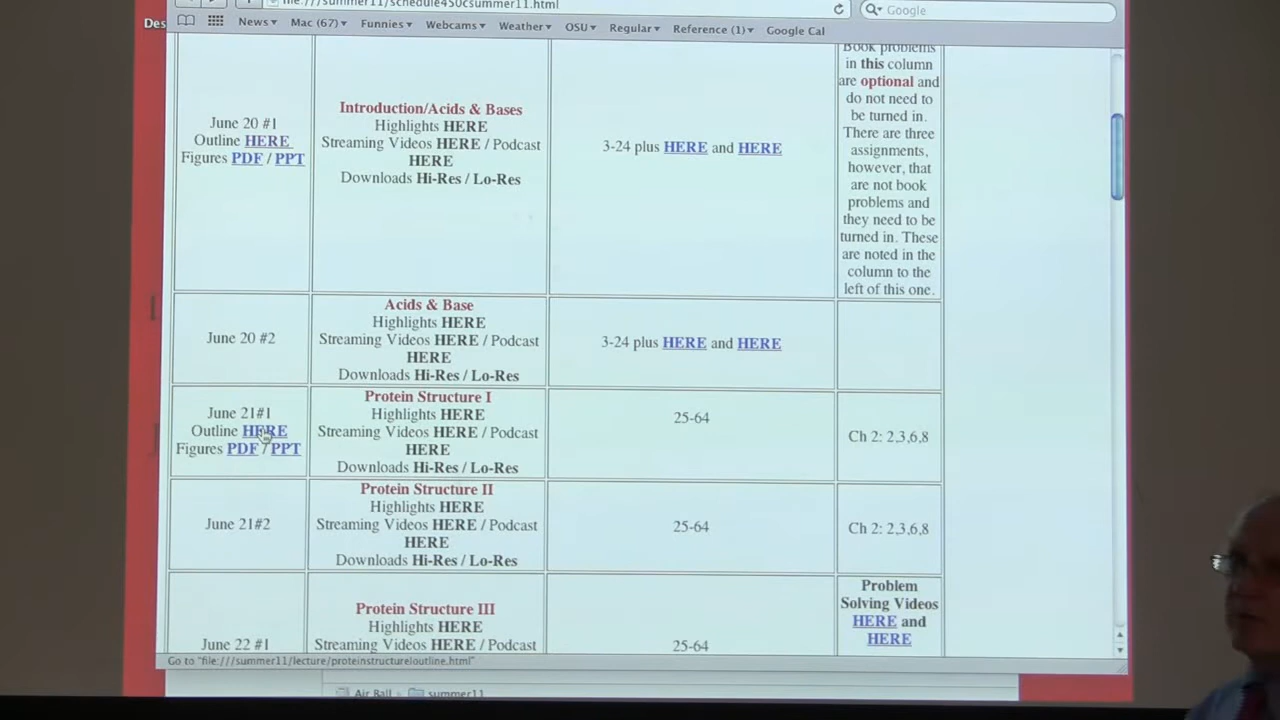 file:///summer11/schedule450csummer11.html
Google
Des
News▾ Mac (67)▾ Funnies▾ Webcams▾ Weather▾ OSU▾ Regular▾ Reference (1)▾ Google Cal
June 20 #1
Outline HERE
Figures PDF / PPT
Introduction/Acids & Bases
Highlights HERE
Streaming Videos HERE / Podcast
HERE
Downloads Hi-Res / Lo-Res
3-24 plus HERE and HERE
Book problems
in this column
are optional and
do not need to
be turned in.
There are three
assignments,
however, that
are not book
problems and
they need to be
turned in. These
are noted in the
column to the
left of this one.
June 20 #2
Acids & Base
Highlights HERE
Streaming Videos HERE / Podcast
HERE
Downloads Hi-Res / Lo-Res
3-24 plus HERE and HERE
June 21#1
Outline HERE
Figures PDF / PPT
Protein Structure I
Highlights HERE
Streaming Videos HERE / Podcast
HERE
Downloads Hi-Res / Lo-Res
25-64
Ch 2: 2,3,6,8
June 21#2
Protein Structure II
Highlights HERE
Streaming Videos HERE / Podcast
HERE
Downloads Hi-Res / Lo-Res
25-64
Ch 2: 2,3,6,8
June 22 #1
Protein Structure III
Highlights HERE
Streaming Videos HERE / Podcast
25-64
Problem
Solving Videos
HERE and
HERE
Go to "file:///summer11/lecture/proteinstructureIoutline.html"
Air Ball summer11